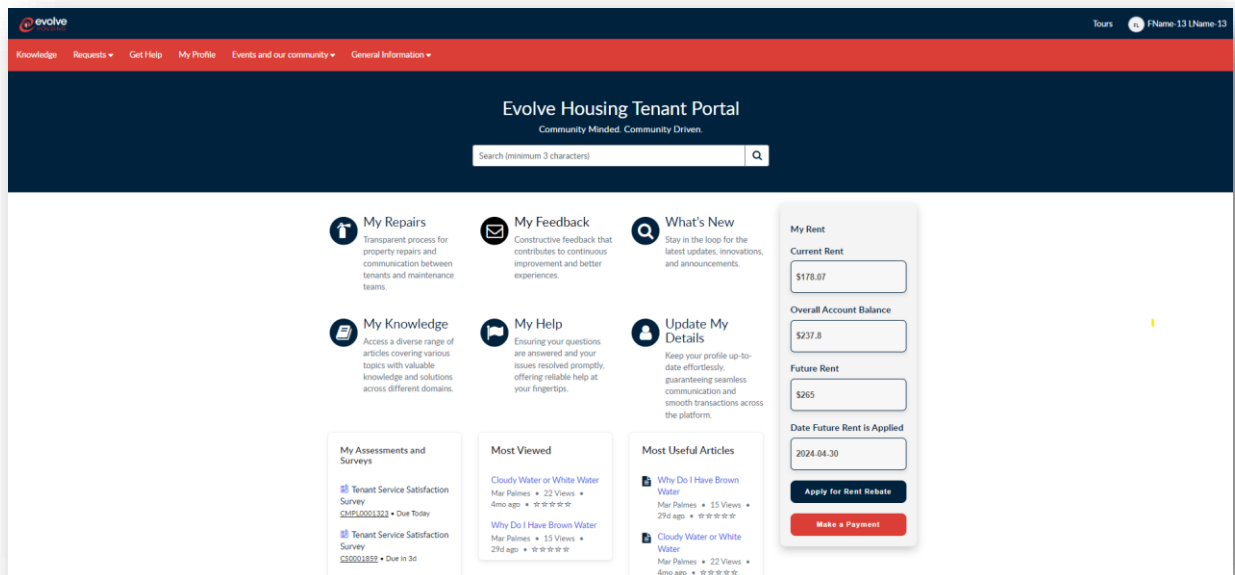 evolve
HOUSING
Tours
FL
FName-13 LName-13
Knowledge
Requests
Get Help
My Profile
Events and our community
General Information
Evolve Housing Tenant Portal
Community Minded. Community Driven.
Search (minimum 3 characters)
My Repairs
Transparent process for
property repairs and
communication between
tenants and maintenance
teams.
My Feedback
Constructive feedback that
contributes to continuous
improvement and better
experiences.
What's New
Stay in the loop for the
latest updates, innovations,
and announcements.
My Knowledge
Access a diverse range of
articles covering various
topics with valuable
knowledge and solutions
across different domains.
My Help
Ensuring your questions
are answered and your
issues resolved promptly,
offering reliable help at
your fingertips.
Update My
Details
Keep your profile up-to-
date effortlessly,
guaranteeing seamless
communication and
smooth transactions across
the platform.
My Assessments and
Surveys
Tenant Service Satisfaction
Survey
CMPL0001323 • Due Today
Tenant Service Satisfaction
Survey
CS0001859 • Due in 3d
Most Viewed
Cloudy Water or White Water
Mar Palmes • 22 Views •
4mo ago • ☆☆☆☆☆
Why Do I Have Brown Water
Mar Palmes • 15 Views •
29d ago • ☆☆☆☆☆
Most Useful Articles
Why Do I Have Brown
Water
Mar Palmes • 15 Views •
29d ago • ☆☆☆☆☆
Cloudy Water or White
Water
Mar Palmes • 22 Views •
4mo ago • ☆☆☆☆☆
My Rent
Current Rent
$178.07
Overall Account Balance
$237.8
Future Rent
$265
Date Future Rent is Applied
2024-04-30
Apply for Rent Rebate
Make a Payment